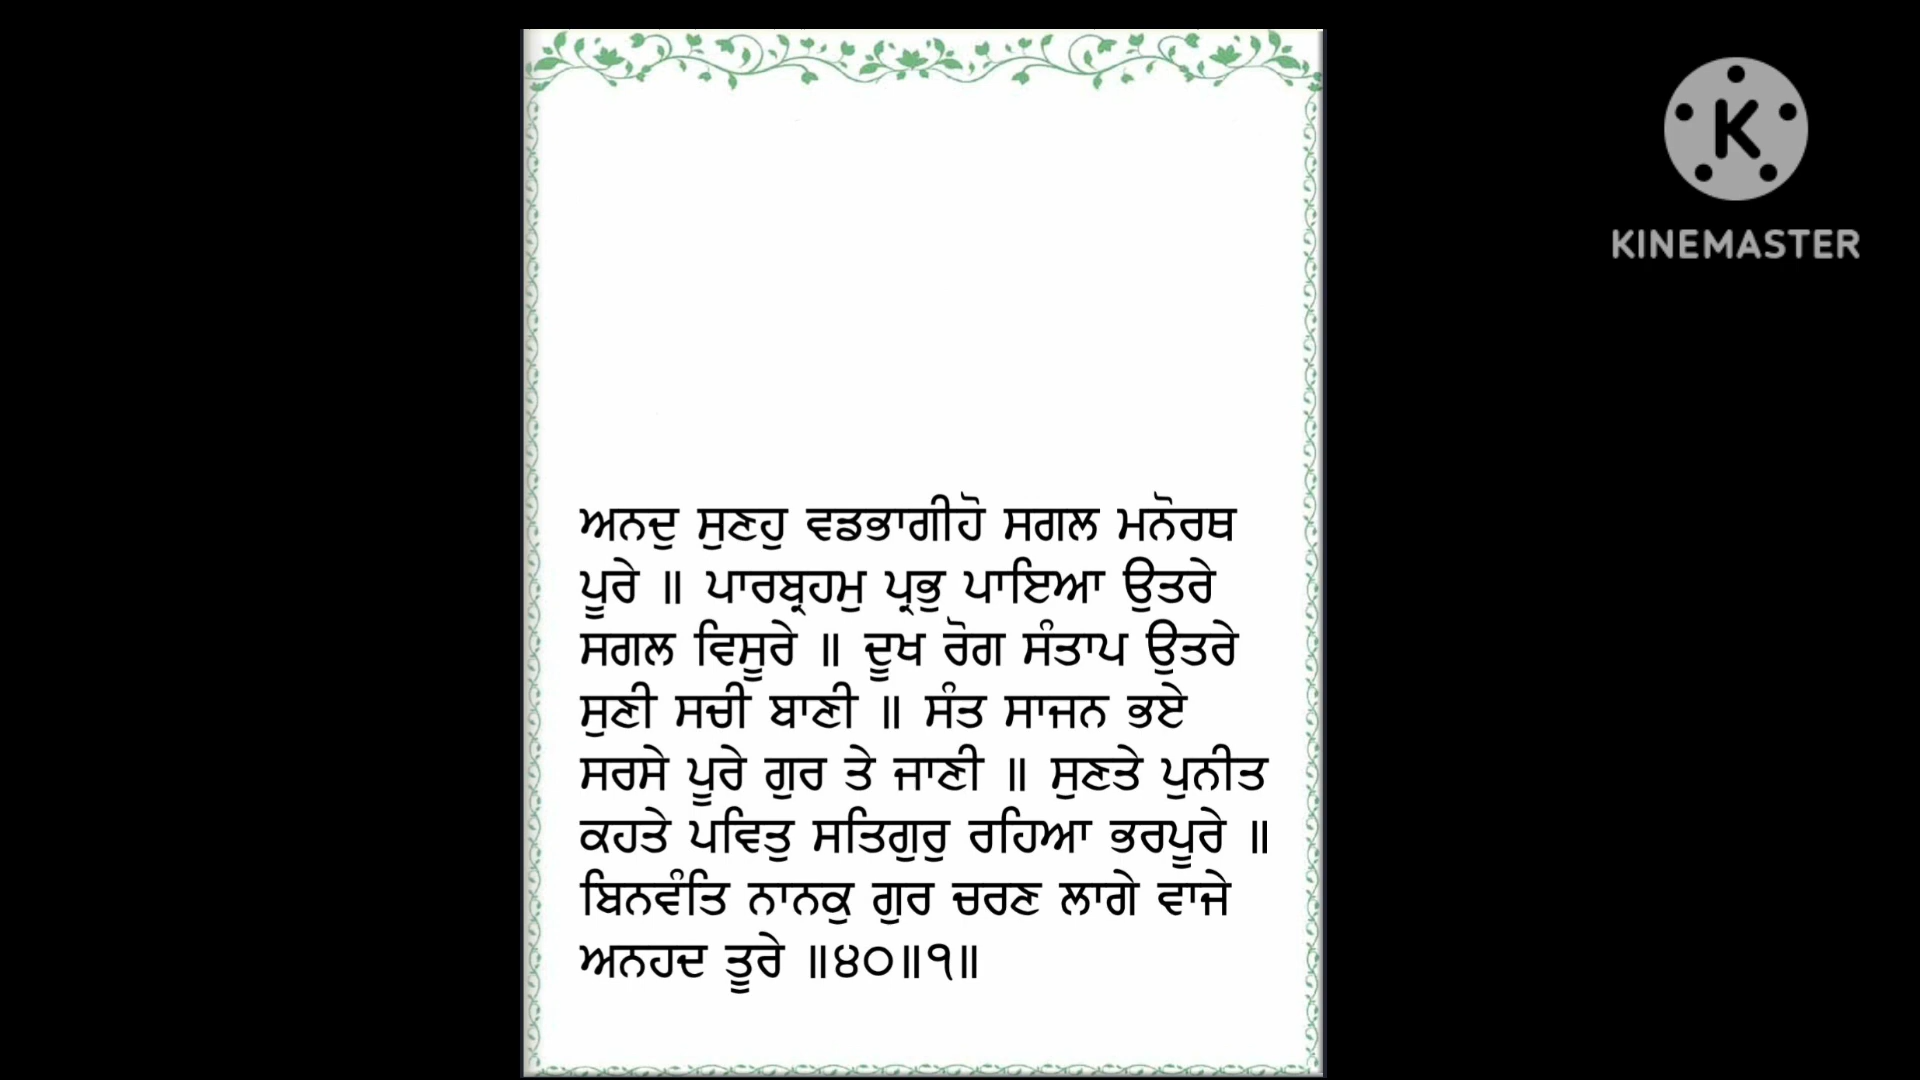 KINEMASTER
ਅਨਦੁ ਸੁਣਹੁ ਵਡਭਾਗੀਹੋ ਸਗਲ ਮਨੋਰਥ
ਪੂਰੇ ॥ ਪਾਰਬ੍ਰਹਮੁ ਪ੍ਰਭੁ ਪਾਇਆ ਉਤਰੇ
ਸਗਲ ਵਿਸੂਰੇ ॥ ਦੂਖ ਰੋਗ ਸੰਤਾਪ ਉਤਰੇ
ਸੁਣੀ ਸਚੀ ਬਾਣੀ ॥ ਸੰਤ ਸਾਜਨ ਭਏ
ਸਰਸੇ ਪੂਰੇ ਗੁਰ ਤੇ ਜਾਣੀ ॥ ਸੁਣਤੇ ਪੁਨੀਤ
ਕਹਤੇ ਪਵਿਤੁ ਸਤਿਗੁਰੁ ਰਹਿਆ ਭਰਪੂਰੇ ॥
ਬਿਨਵੰਤਿ ਨਾਨਕੁ ਗੁਰ ਚਰਣ ਲਾਗੇ ਵਾਜੇ
ਅਨਹਦ ਤੂਰੇ ॥੪੦॥੧॥